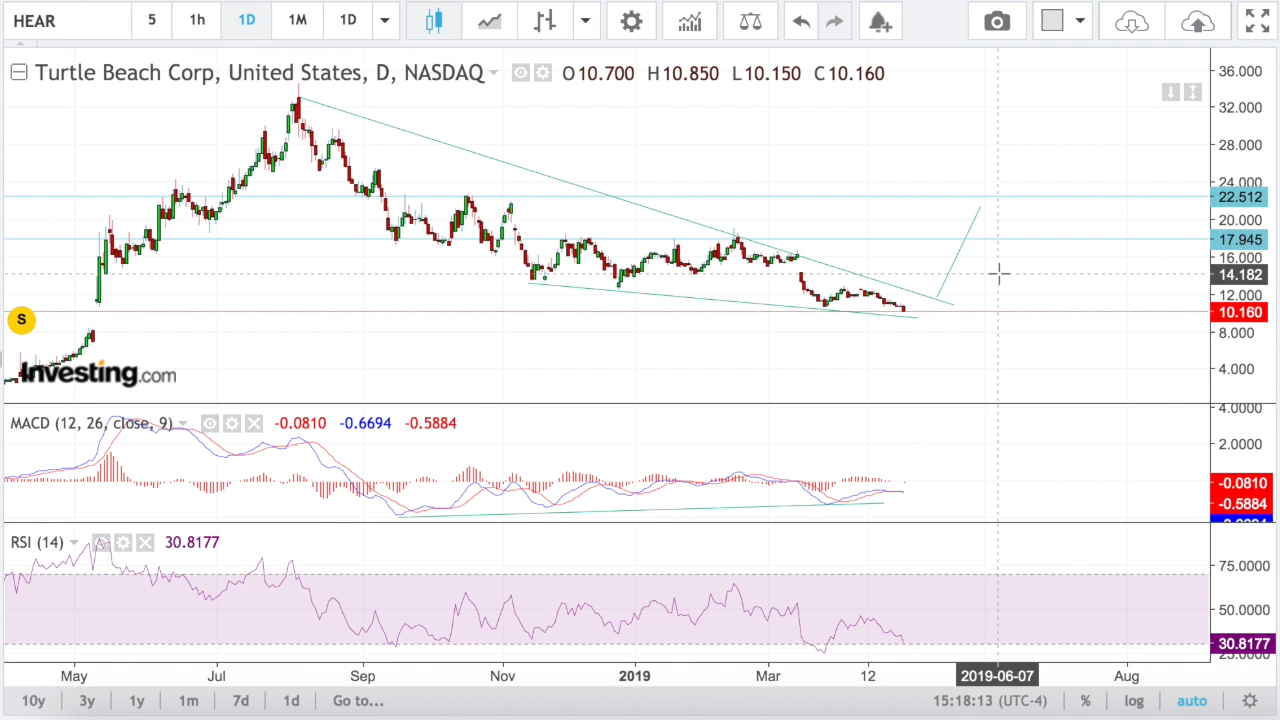 HEAR 5 1h 1D 1M 1D
Turtle Beach Corp, United States, D, NASDAQ O10.700 H10.850 L10.150 C10.160
36.000
32.000
28.000
24.000
22.512
20.000
17.945
16.000
14.182
12.000
10.160
S
8.000
4.000
Investing.com
4.0000
MACD (12, 26, close, 9) -0.0810 -0.6694 -0.5884
2.0000
-0.0810
-0.5884
RSI (14) 30.8177
75.0000
50.0000
30.8177
May Jul Sep Nov 2019 Mar 12 2019-06-07 Aug
10y 3y 1y 1m 7d 1d Go to... 15:18:13 (UTC-4) % log auto